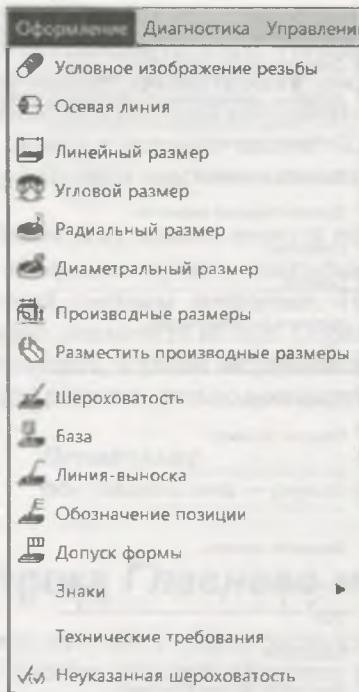 Оформление Диагностика Управлени
Условное изображение резьбы
Осевая линия
Линейный размер
Угловой размер
Радиальный размер
Диаметральный размер
Производные размеры
Разместить производные размеры
Шероховатость
База
Линия-выноска
Обозначение позиции
Допуск формы
Знаки
Технические требования
Неуказанная шероховатость